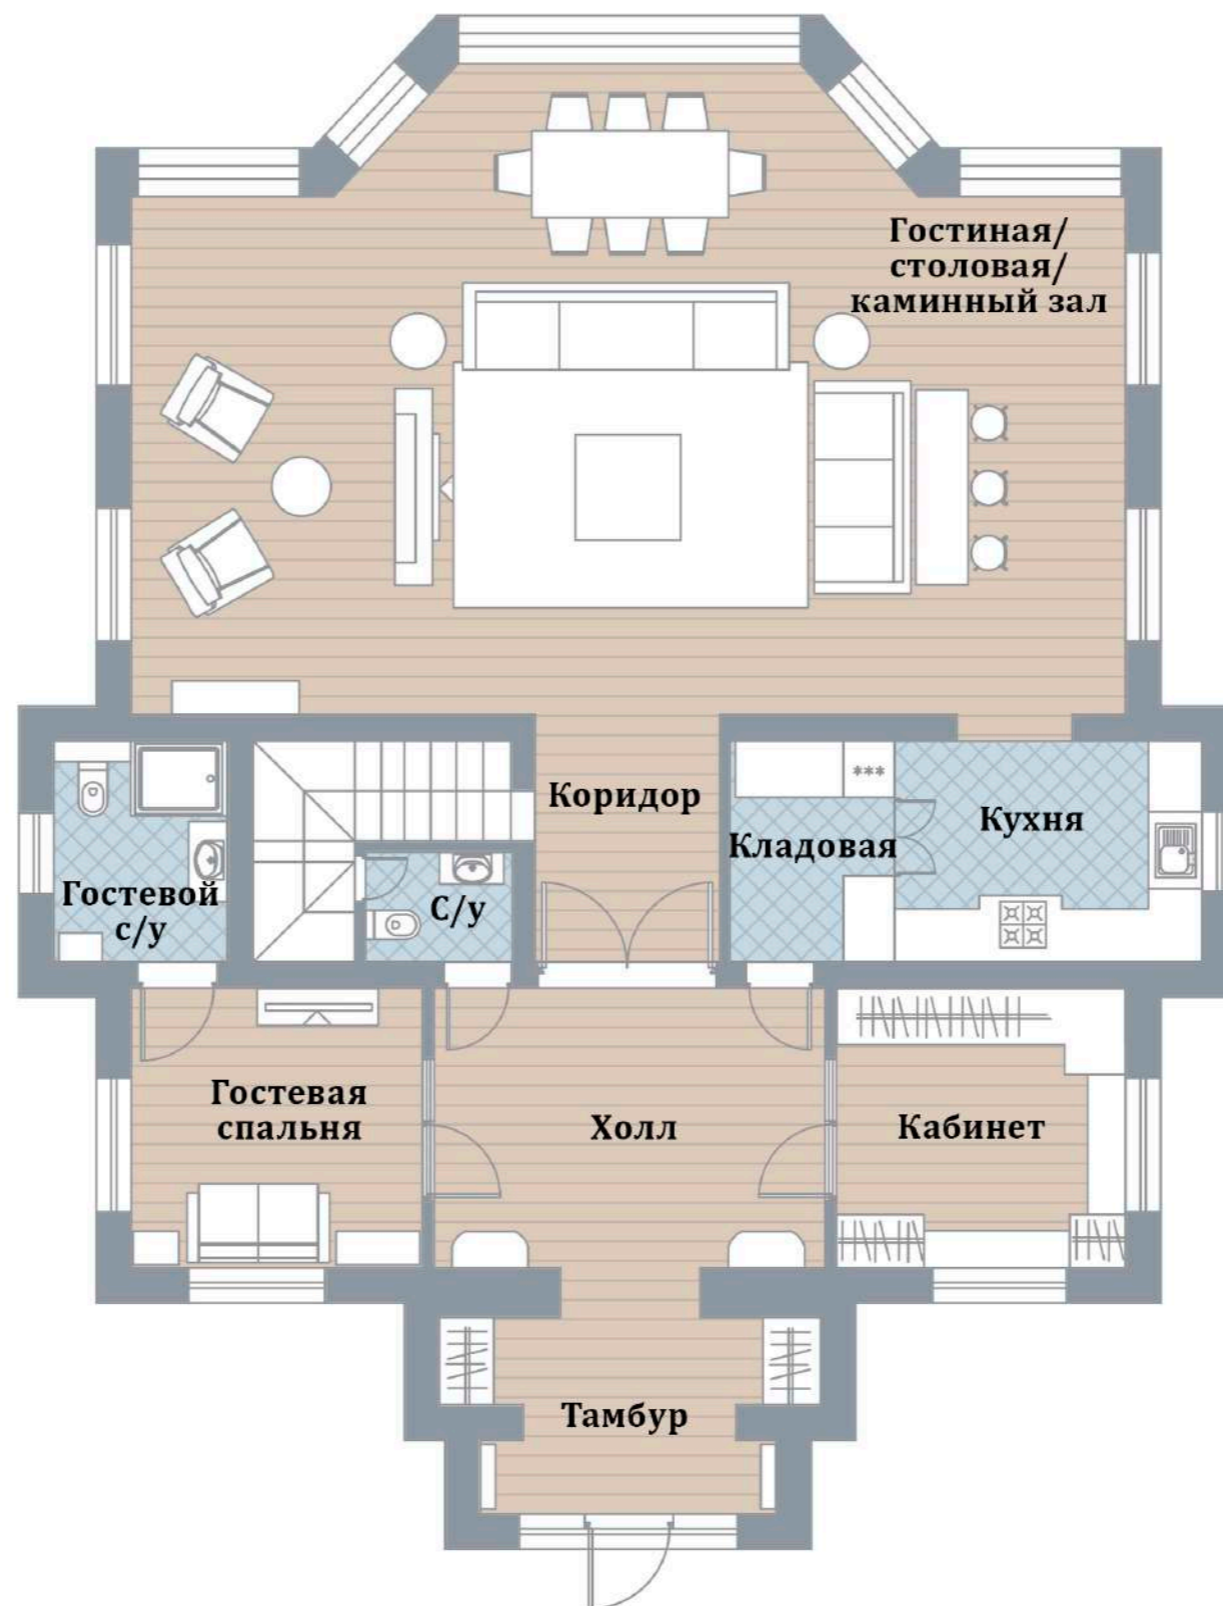 Гостиная/
столовая/
каминный зал
Коридор
***
Кладовая
Кухня
Гостевой
с/у
С/у
Гостевая
спальня
Холл
Кабинет
Тамбур